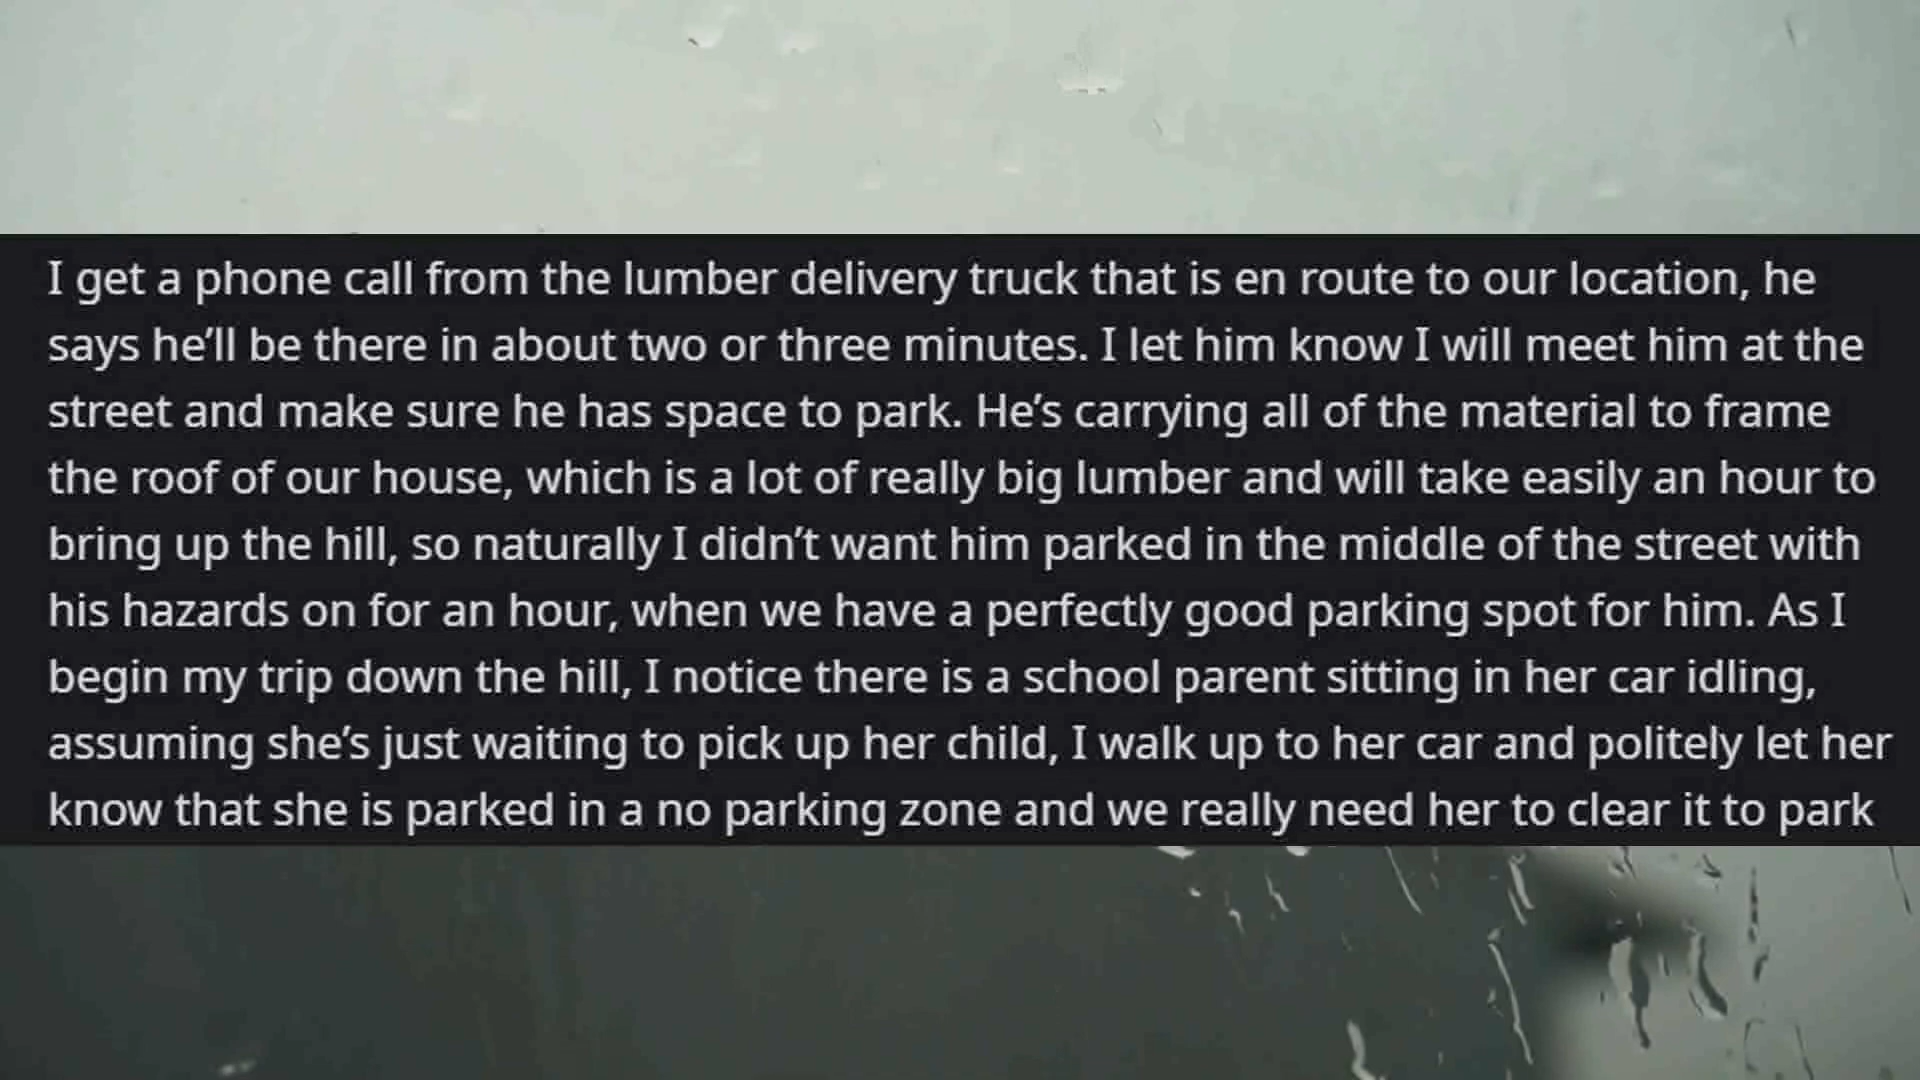 I get a phone call from the lumber delivery truck that is en route to our location, he
says he’ll be there in about two or three minutes. I let him know I will meet him at the
street and make sure he has space to park. He’s carrying all of the material to frame
the roof of our house, which is a lot of really big lumber and will take easily an hour to
bring up the hill, so naturally I didn’t want him parked in the middle of the street with
his hazards on for an hour, when we have a perfectly good parking spot for him. As I
begin my trip down the hill, I notice there is a school parent sitting in her car idling,
assuming she’s just waiting to pick up her child, I walk up to her car and politely let her
know that she is parked in a no parking zone and we really need her to clear it to park